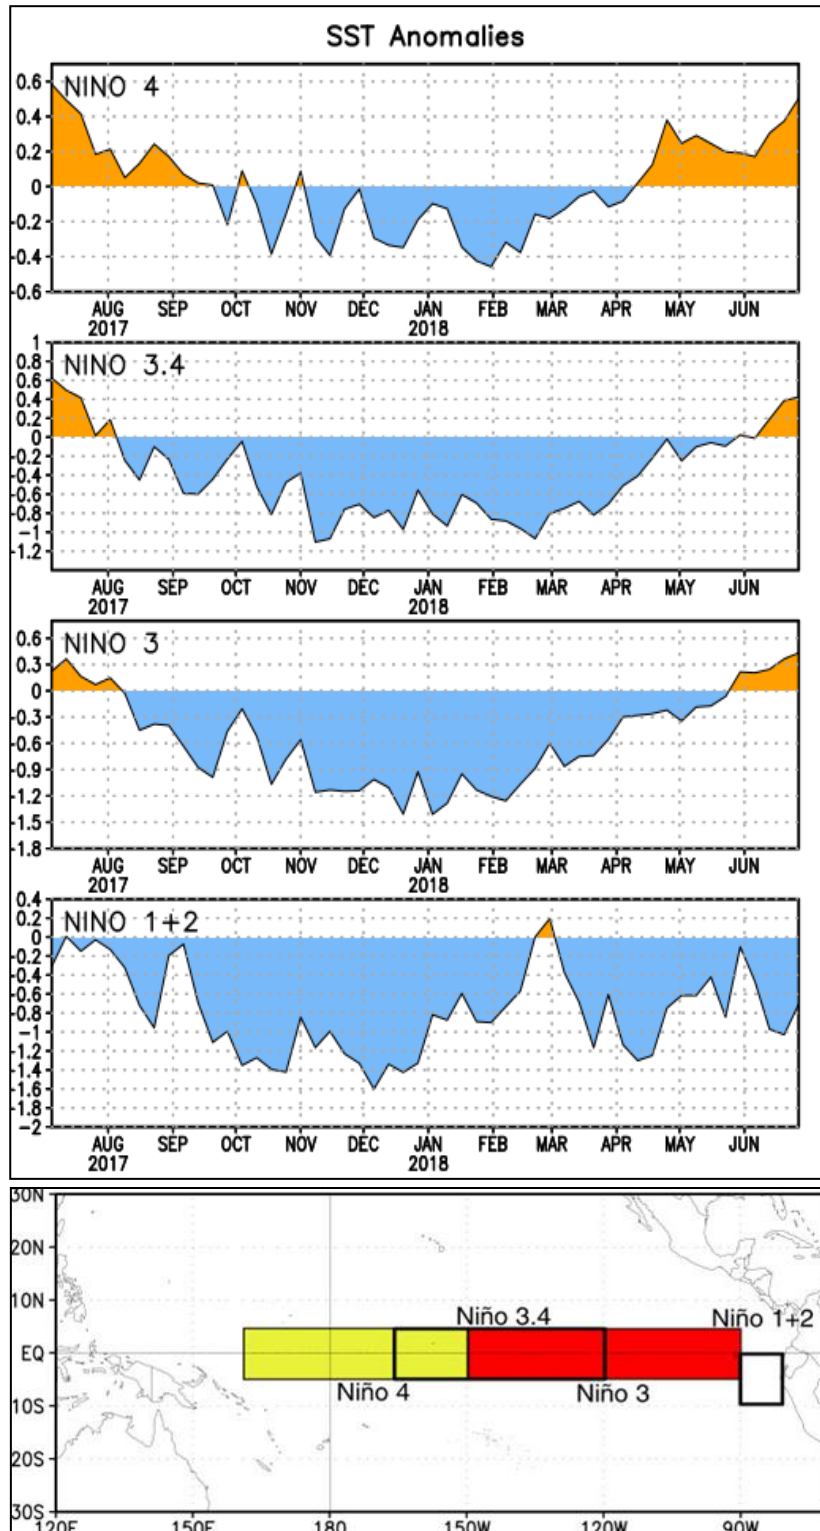 SST Anomalies
NINO 4
0.6
0.4
0.2
0
-0.2
-0.4
-0.6
AUG SEP OCT NOV DEC JAN FEB MAR APR MAY JUN
2017 2018
NINO 3.4
1
0.8
0.6
0.4
0.2
0
-0.2
-0.4
-0.6
-0.8
-1
-1.2
AUG SEP OCT NOV DEC JAN FEB MAR APR MAY JUN
2017 2018
NINO 3
0.6
0.3
0
-0.3
-0.6
-0.9
-1.2
-1.5
-1.8
AUG SEP OCT NOV DEC JAN FEB MAR APR MAY JUN
2017 2018
NINO 1+2
0.4
0.2
0
-0.2
-0.4
-0.6
-0.8
-1
-1.2
-1.4
-1.6
-1.8
-2
AUG SEP OCT NOV DEC JAN FEB MAR APR MAY JUN
2017 2018
30N
20N
10N
Niño 3.4 Niño 1+2
EQ
Niño 4 Niño 3
10S
20S
30S
120E 150E 180 150W 120W 90W